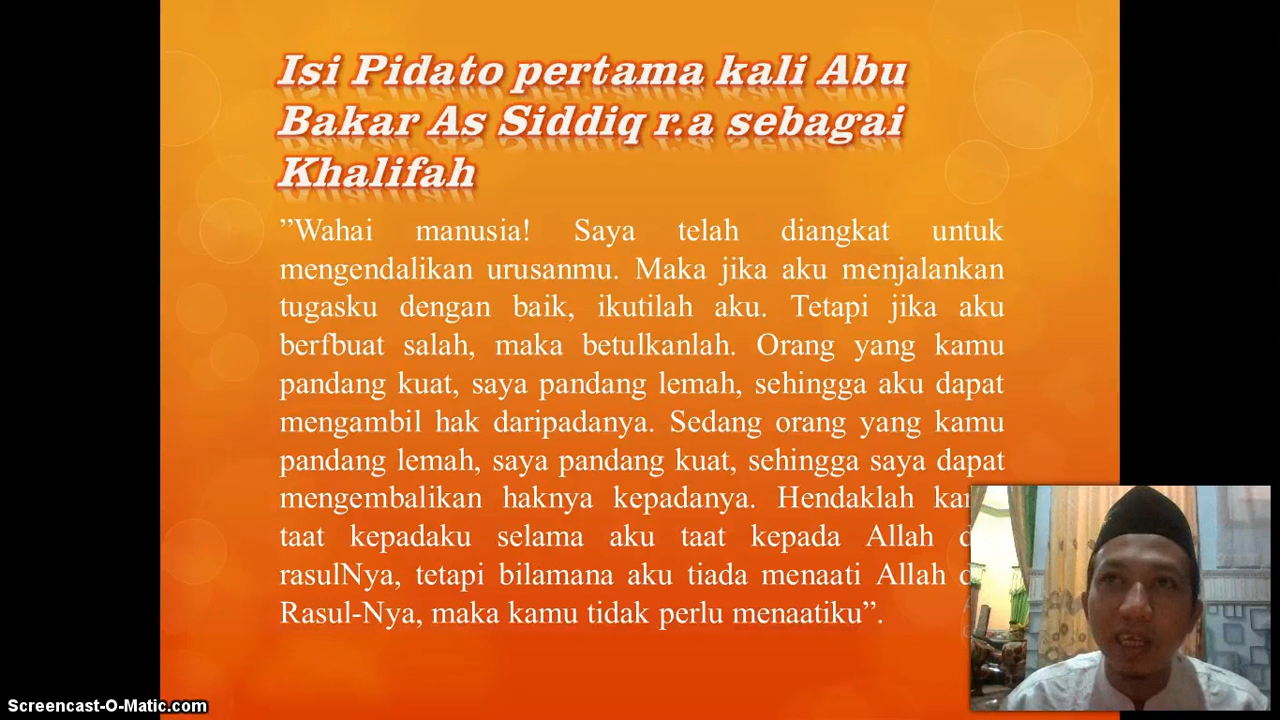 Isi Pidato pertama kali Abu
Bakar As Siddiq r.a sebagai
Khalifah
”Wahai manusia! Saya telah diangkat untuk
mengendalikan urusanmu. Maka jika aku menjalankan
tugasku dengan baik, ikutilah aku. Tetapi jika aku
berfbuat salah, maka betulkanlah. Orang yang kamu
pandang kuat, saya pandang lemah, sehingga aku dapat
mengambil hak daripadanya. Sedang orang yang kamu
pandang lemah, saya pandang kuat, sehingga saya dapat
mengembalikan haknya kepadanya. Hendaklah
taat kepadaku selama aku taat kepada Allah
rasulNya, tetapi bilamana aku tiada menaati Allah
Rasul-Nya, maka kamu tidak perlu menaatiku”.
Screencast-O-Matic.com